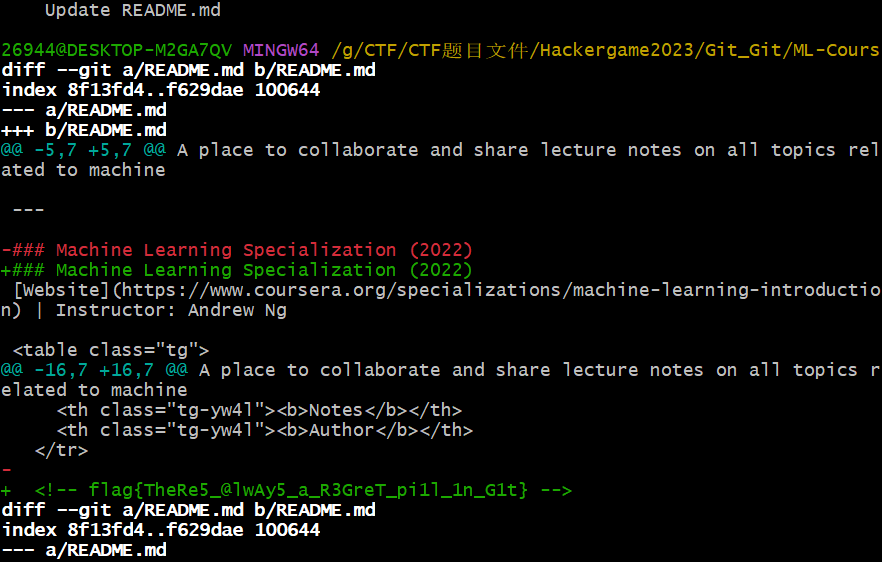 Update README.md
26944@DESKTOP-M2GA7QV MINGW64 /g/CTF/CTF题目文件/Hackergame2023/Git_Git/ML-Cours
diff --git a/README.md b/README.md
index 8f13fd4..f629dae 100644
--- a/README.md
+++ b/README.md
@@ -5,7 +5,7 @@ A place to collaborate and share lecture notes on all topics rel
ated to machine
 ---
-### Machine Learning Specialization (2022)
+### Machine Learning Specialization (2022)
 [Website](https://www.coursera.org/specializations/machine-learning-introductio
n) | Instructor: Andrew Ng
 <table class="tg">
@@ -16,7 +16,7 @@ A place to collaborate and share lecture notes on all topics r
elated to machine
     <th class="tg-yw4l"><b>Notes</b></th>
     <th class="tg-yw4l"><b>Author</b></th>
   </tr>
-
+  <!-- flag{TheRe5_@lwAy5_a_R3GreT_pi1l_1n_G1t} -->
diff --git a/README.md b/README.md
index 8f13fd4..f629dae 100644
--- a/README.md